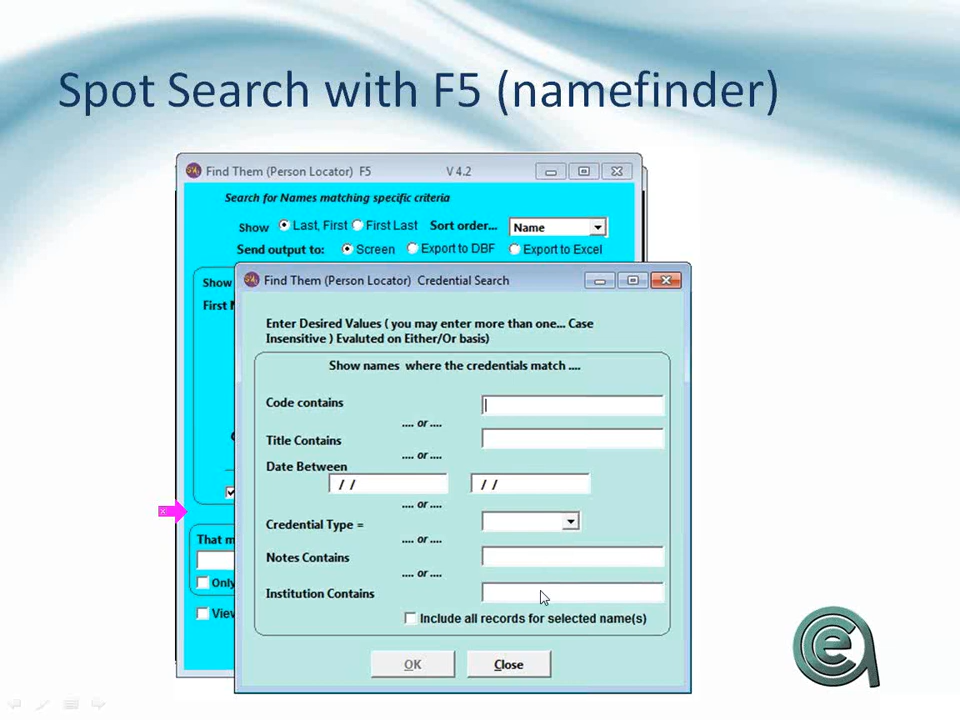 Spot Search with F5 (namefinder)
Find Them (Person Locator) F5 V 4.2
Search for Names matching specific criteria
Show Last, First First Last Sort order... Name
Send output to: Screen Export to DBF Export to Excel
Show
First
Find Them (Person Locator) Credential Search
Enter Desired Values ( you may enter more than one... Case
Insensitive ) Evaluted on Either/Or basis)
Show names where the credentials match ....
Code contains
.... or ....
Title Contains
.... or ....
Date Between
/ / / /
.... or ....
Credential Type =
.... or ....
Notes Contains
.... or ....
Institution Contains
Include all records for selected name(s)
That m
Only
View
OK Close